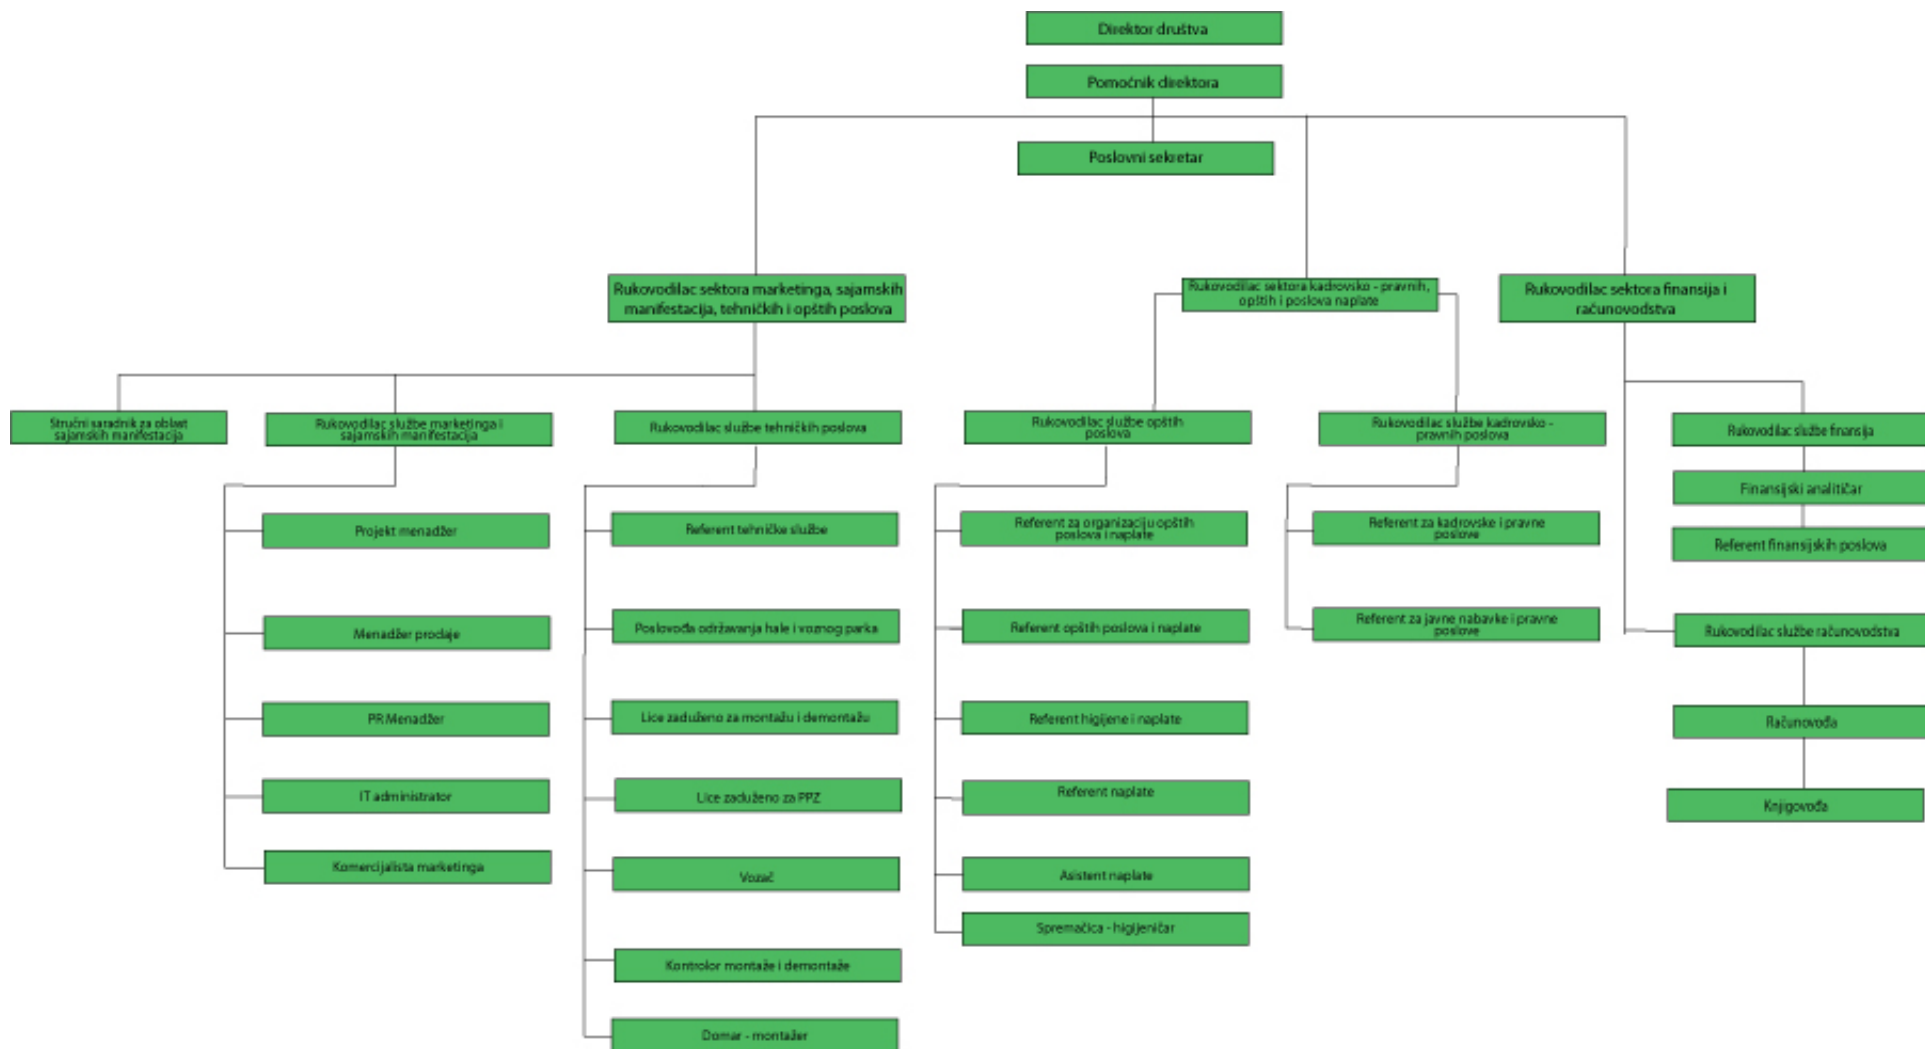 Direktor društva
Pomoćnik direktora
Poslovni sekretar
Rukovodilac sektora marketinga, sajamskih
manifestacija, tehničkih i opštih poslova
Rukovodilac sektora kadrovsko - pravnih,
opštih i poslova naplate
Rukovodilac sektora finansija i
računovodstva
Stručni saradnik za oblast
sajamskih manifestacija
Rukovodilac službe marketinga i
sajamskih manifestacija
Rukovodilac službe tehničkih poslova
Rukovodilac službe opštih
poslova
Rukovodilac službe kadrovsko -
pravnih poslova
Rukovodilac službe finansija
Finansijski analitičar
Referent finansijskih poslova
Projekt menadžer
Menadžer prodaje
PR Menadžer
IT administrator
Komercijalista marketinga
Referent tehničke službe
Poslovođa održavanja hale i voznog parka
Lice zaduženo za montažu i demontažu
Lice zaduženo za PPZ
Vozač
Kontrolor montaže i demontaže
Domar - montažer
Referent za organizaciju opštih
poslova i naplate
Referent opštih poslova i naplate
Referent higijene i naplate
Referent naplate
Asistent naplate
Spremačica - higijeničar
Referent za kadrovske i pravne
poslove
Referent za javne nabavke i pravne
poslove
Rukovodilac službe računovodstva
Računovođa
Knjigovođa